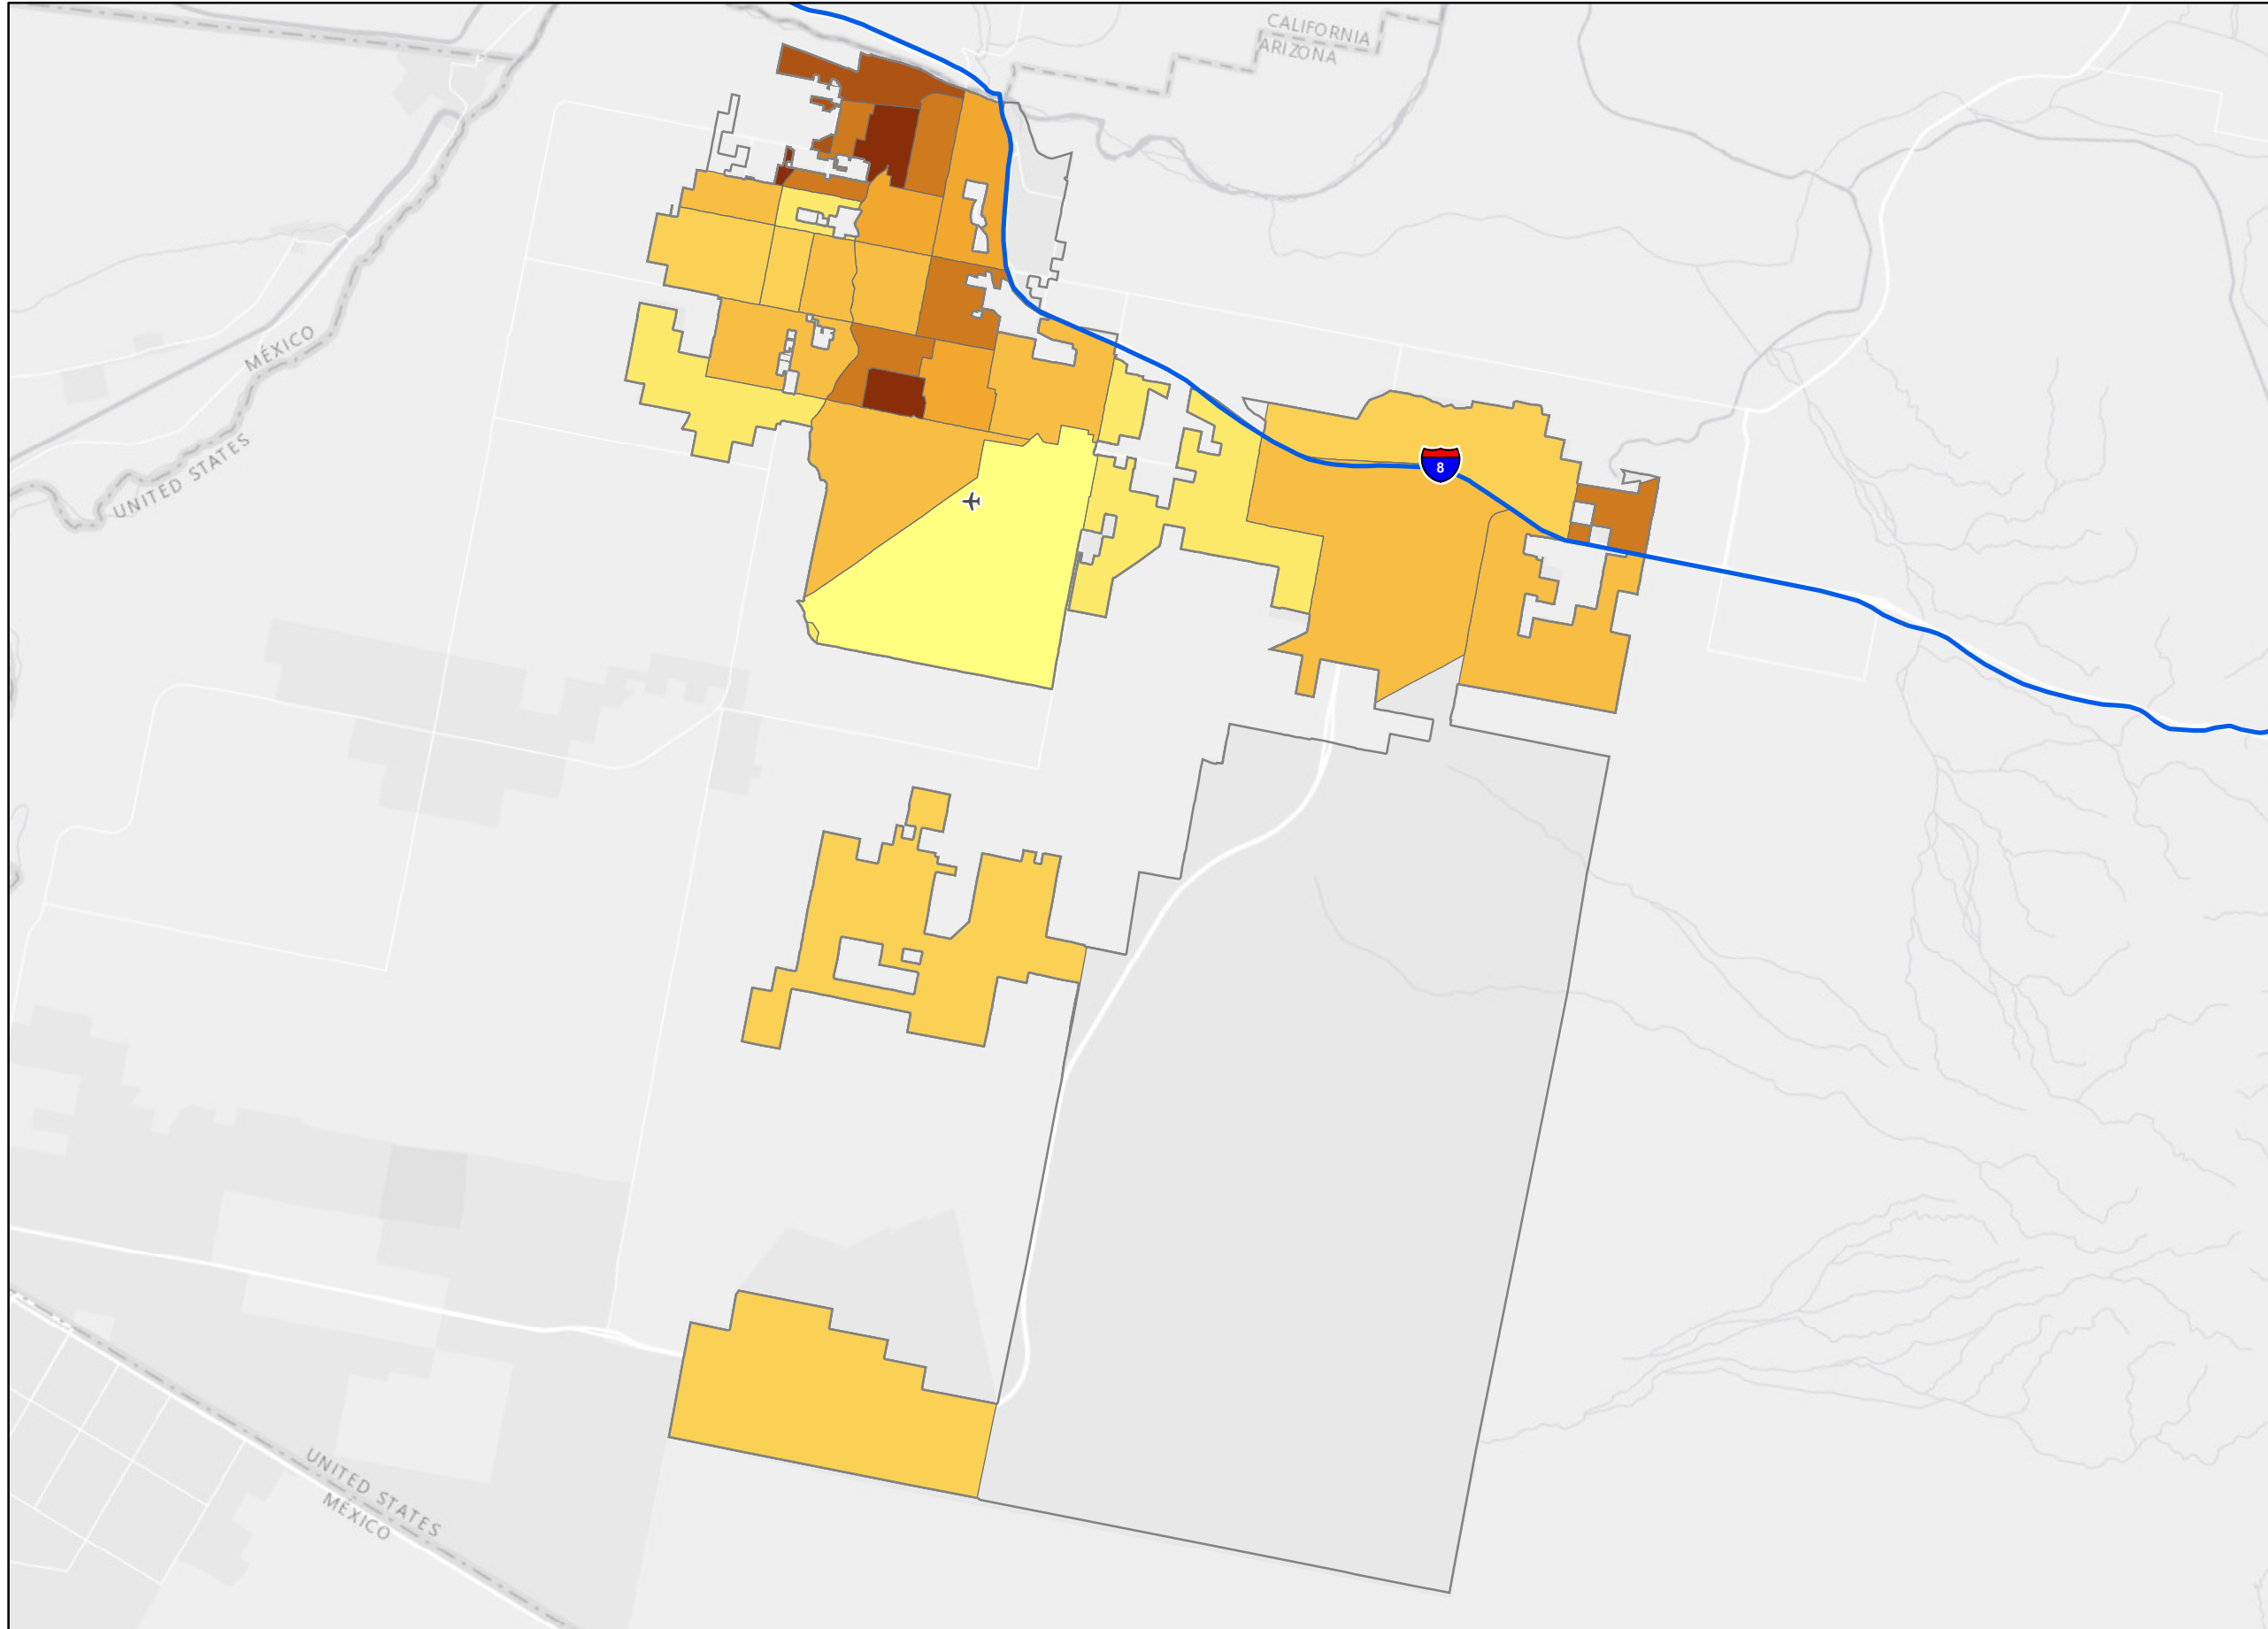 CALIFORNIA
ARIZONA
MÉXICO
UNITED STATES
8
UNITED STATES
MÉXICO